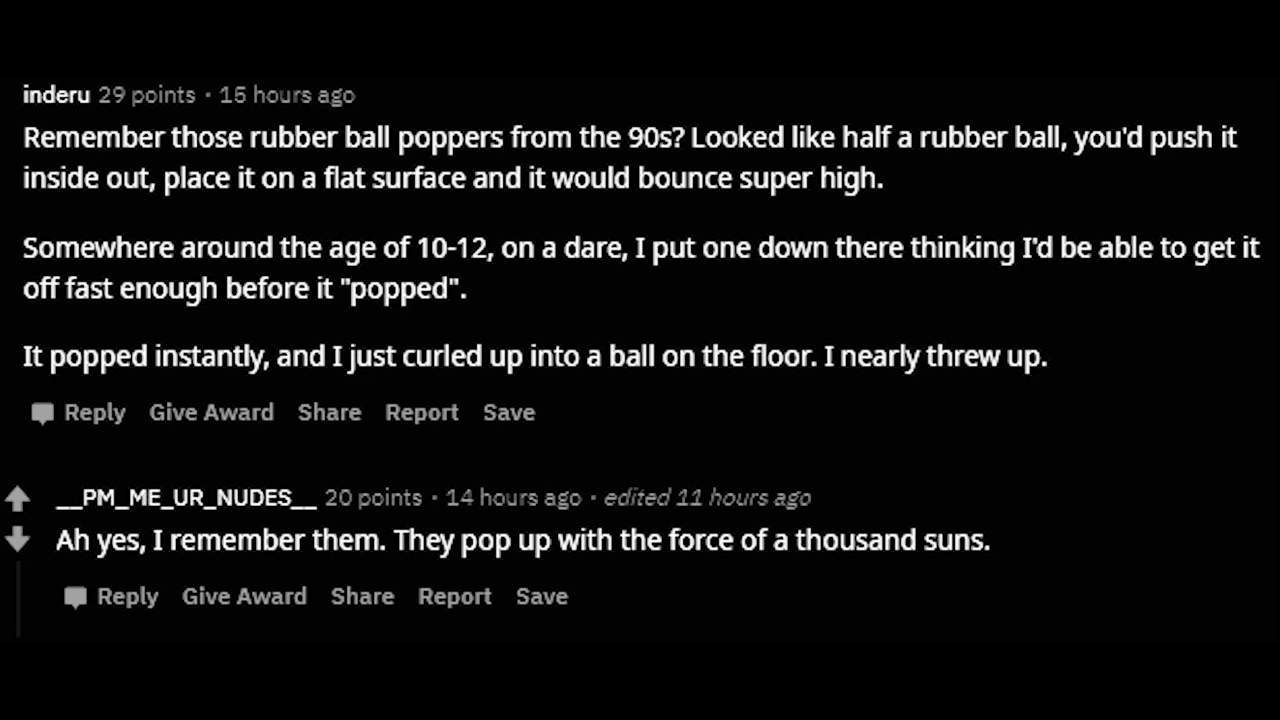 inderu 29 points · 15 hours ago
Remember those rubber ball poppers from the 90s? Looked like half a rubber ball, you'd push it
inside out, place it on a flat surface and it would bounce super high.
Somewhere around the age of 10-12, on a dare, I put one down there thinking I'd be able to get it
off fast enough before it "popped".
It popped instantly, and I just curled up into a ball on the floor. I nearly threw up.
Reply Give Award Share Report Save
__PM_ME_UR_NUDES__ 20 points · 14 hours ago · edited 11 hours ago
Ah yes, I remember them. They pop up with the force of a thousand suns.
Reply Give Award Share Report Save